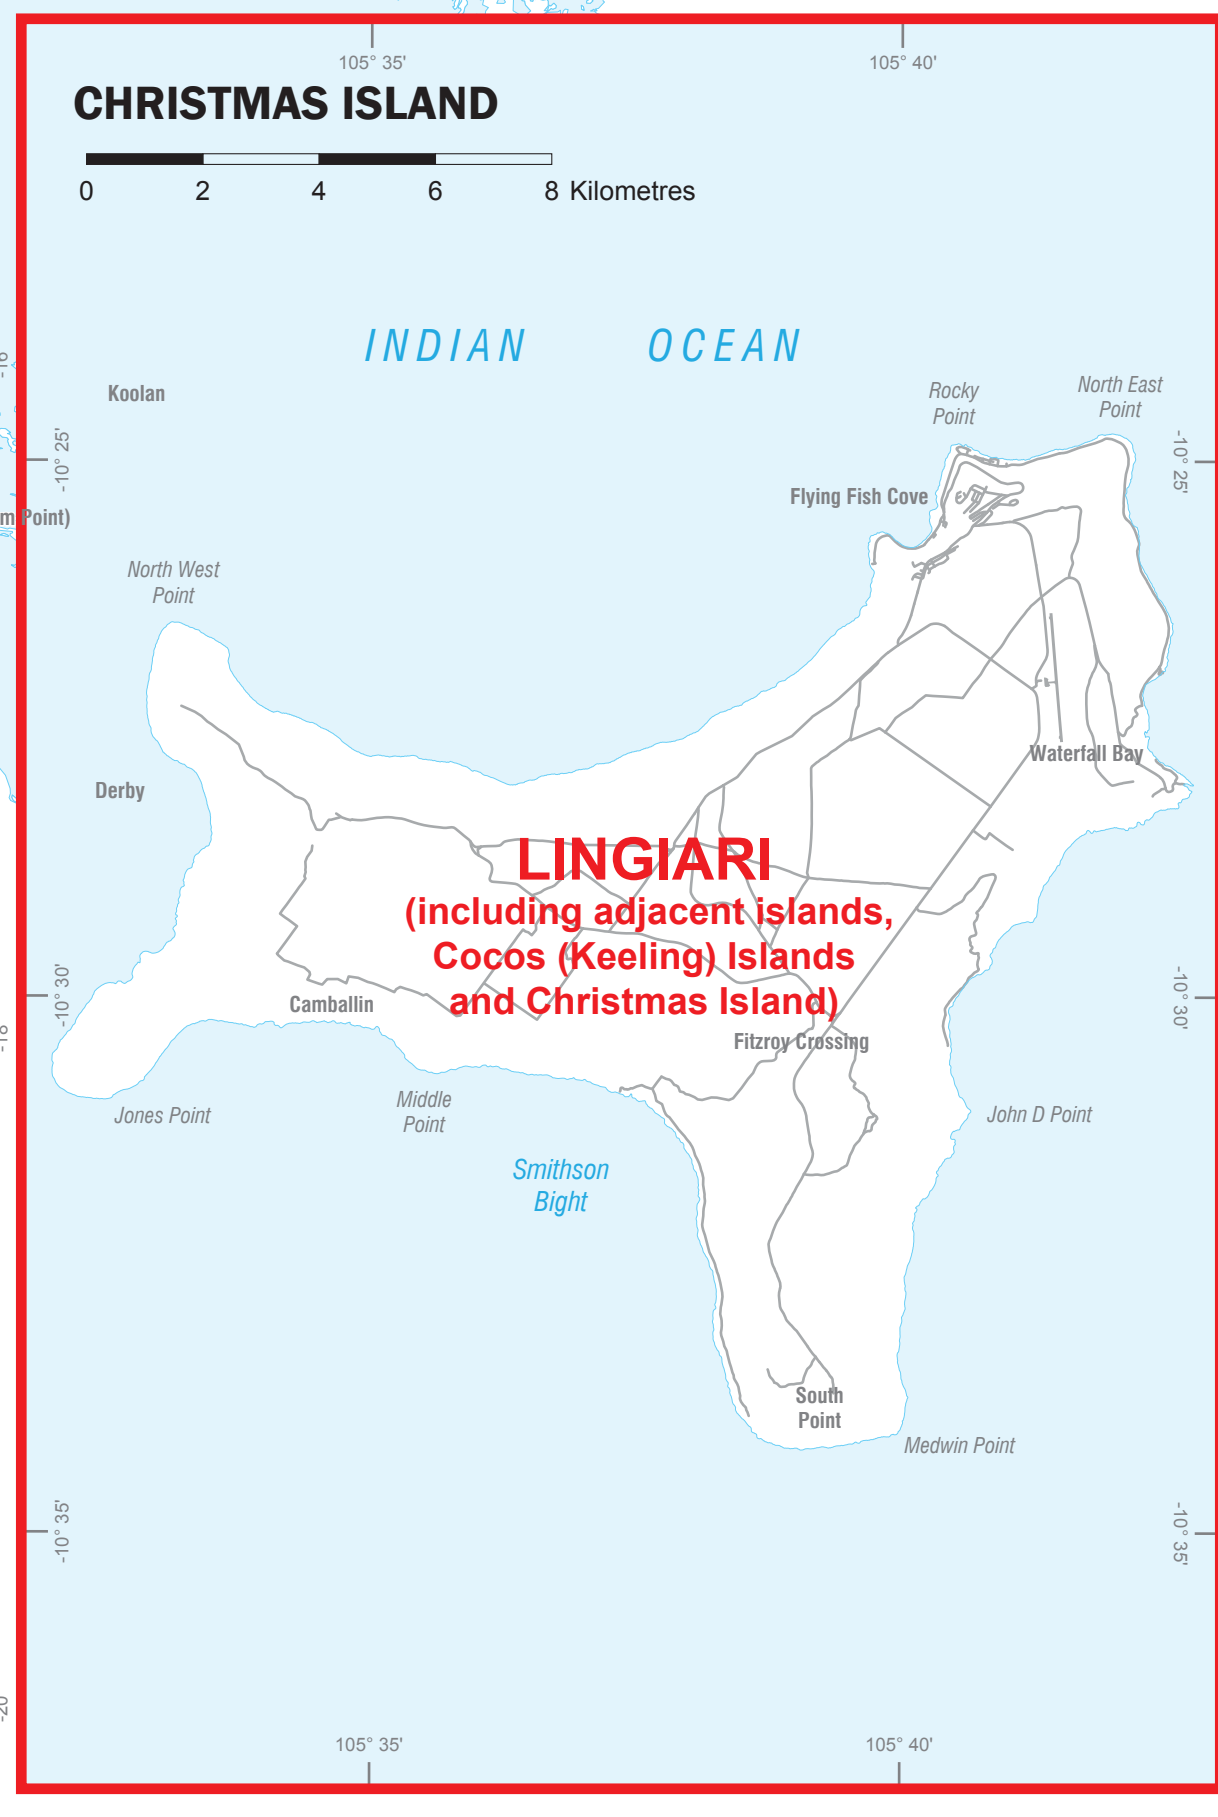 105° 35'
105° 40'
CHRISTMAS ISLAND
0 2 4 6 8 Kilometres
INDIAN OCEAN
-16
Koolan
Rocky
Point
North East
Point
-10° 25'
-10° 25'
Flying Fish Cove
m Point)
North West
Point
Waterfall Bay
Derby
LINGIARI
(including adjacent islands,
Cocos (Keeling) Islands
and Christmas Island)
-10° 30'
-10° 30'
Camballin
-18
Fitzroy Crossing
Jones Point
Middle
Point
John D Point
Smithson
Bight
South
Point
Medwin Point
-10° 35'
-10° 35'
-20
105° 35'
105° 40'